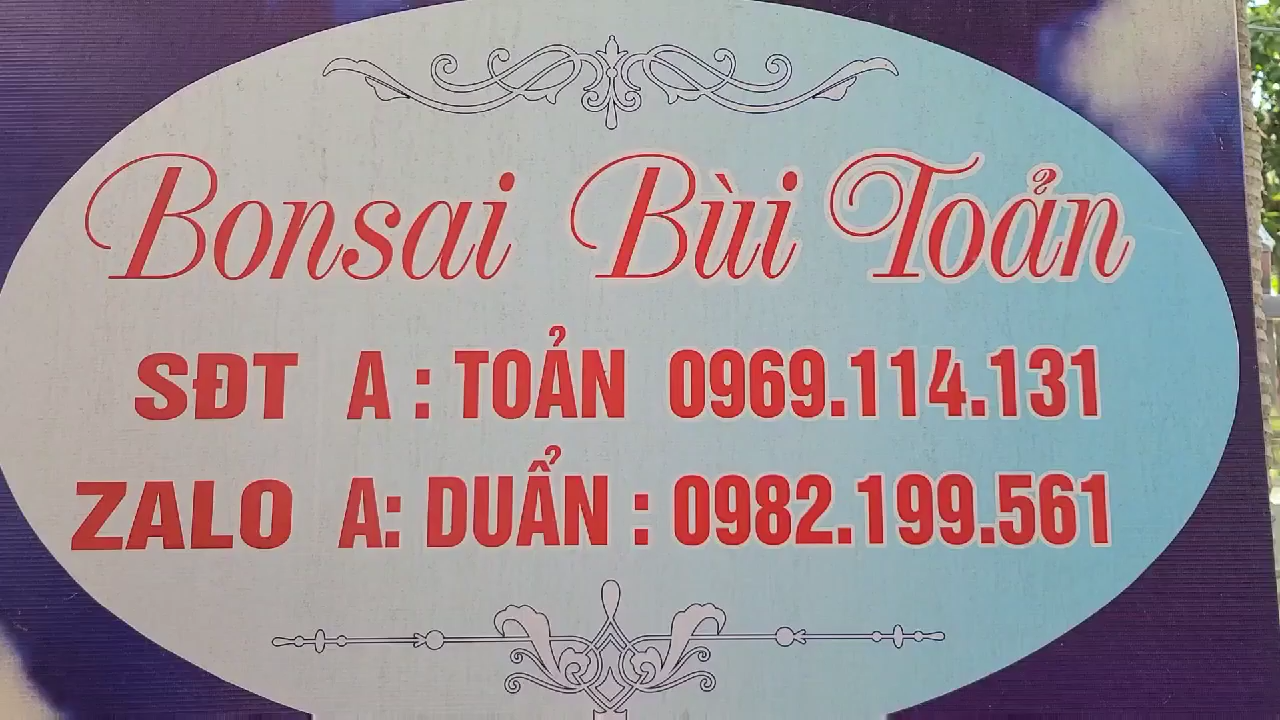 Bonsai Bùi Toản
SĐT A : TOẢN 0969.114.131
ZALO A: DUẨN : 0982.199.561